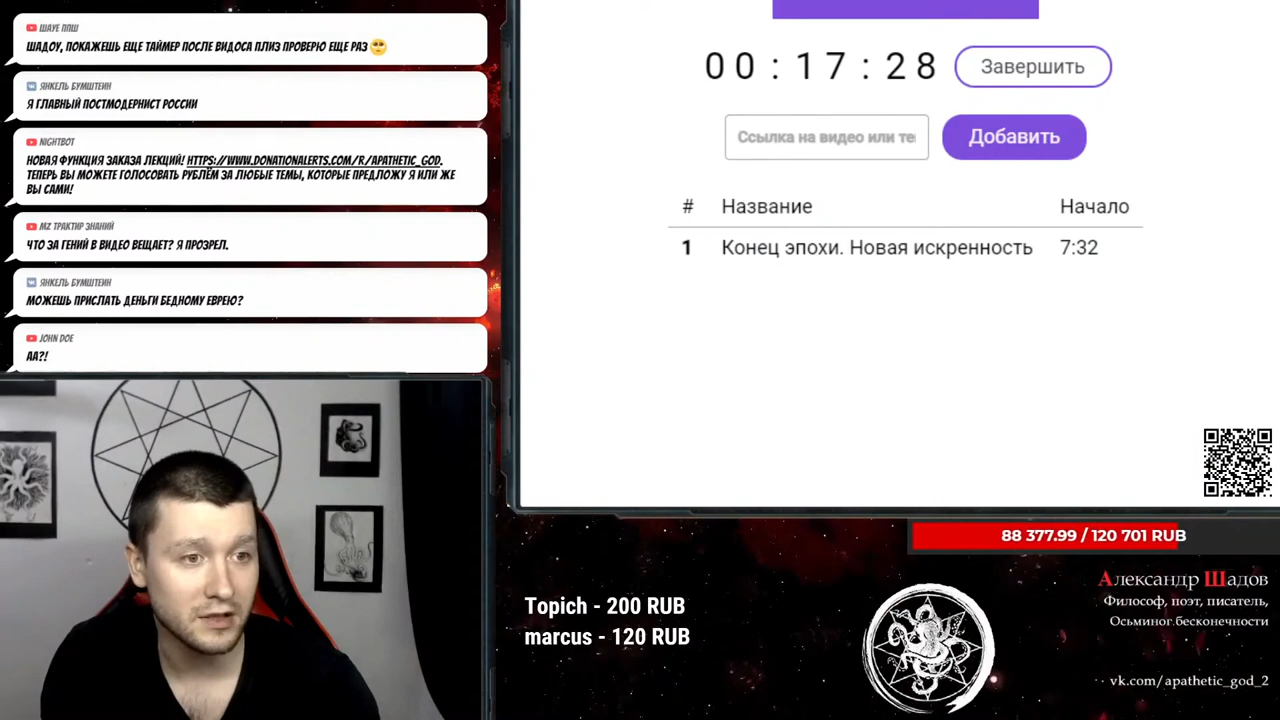 ШАУЕ ППШ
ШАДОУ, ПОКАЖЕШЬ ЕЩЕ ТАЙМЕР ПОСЛЕ ВИДОСА ПЛИЗ ПРОВЕРЮ ЕЩЕ РАЗ 🥺
ЯНКЕЛЬ БУМШТЕИН
Я ГЛАВНЫЙ ПОСТМОДЕРНИСТ РОССИИ
NIGHTBOT
НОВАЯ ФУНКЦИЯ ЗАКАЗА ЛЕКЦИЙ! HTTPS://WWW.DONATIONALERTS.COM/R/APATHETIC_GOD.
ТЕПЕРЬ ВЫ МОЖЕТЕ ГОЛОСОВАТЬ РУБЛЁМ ЗА ЛЮБЫЕ ТЕМЫ, КОТОРЫЕ ПРЕДЛОЖУ Я ИЛИ ЖЕ
ВЫ САМИ!
MZ ТРАКТИР ЗНАНИЙ
ЧТО ЗА ГЕНИЙ В ВИДЕО ВЕЩАЕТ? Я ПРОЗРЕЛ.
ЯНКЕЛЬ БУМШТЕИН
МОЖЕШЬ ПРИСЛАТЬ ДЕНЬГИ БЕДНОМУ ЕВРЕЮ?
JOHN DOE
АА?!
00:17:28
Завершить
Ссылка на видео или те
Добавить
# Название Начало
1 Конец эпохи. Новая искренность 7:32
88 377.99 / 120 701 RUB
Topich - 200 RUB
marcus - 120 RUB
Александр Шадов
Философ, поэт, писатель,
Осьминог бесконечности
vk.com/apathetic_god_2